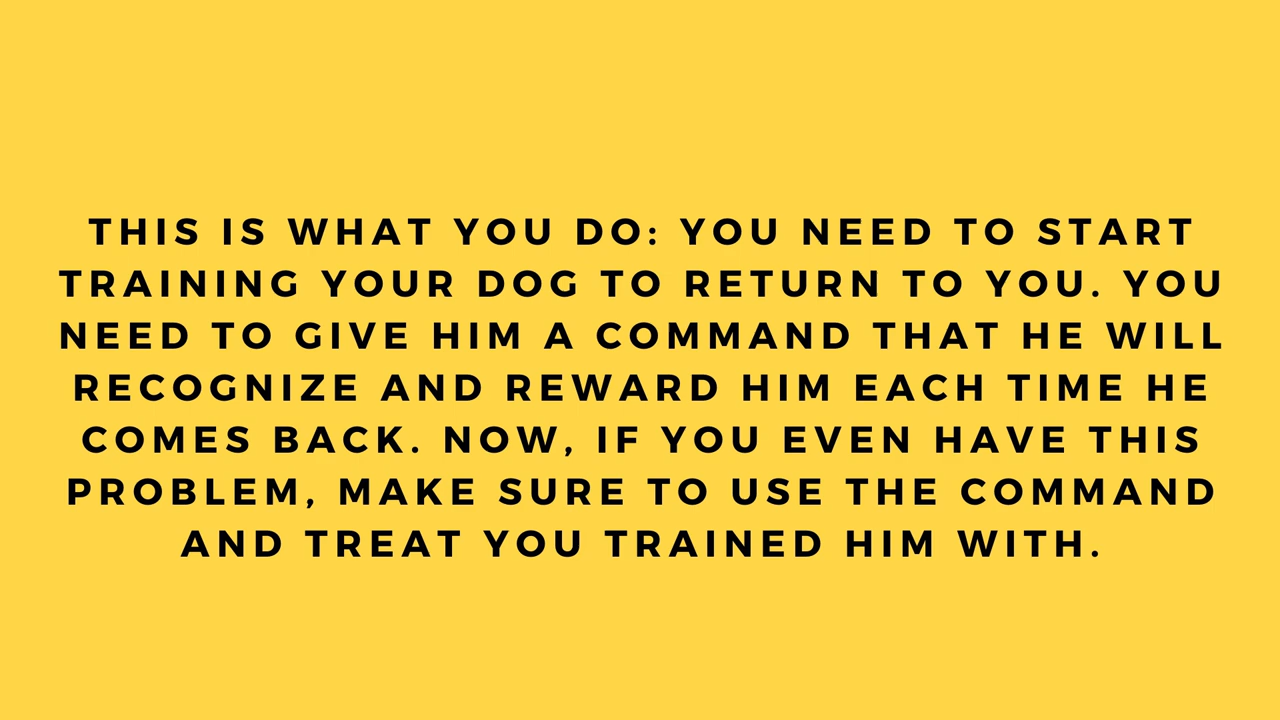 THIS IS WHAT YOU DO: YOU NEED TO START
TRAINING YOUR DOG TO RETURN TO YOU. YOU
NEED TO GIVE HIM A COMMAND THAT HE WILL
RECOGNIZE AND REWARD HIM EACH TIME HE
COMES BACK. NOW, IF YOU EVEN HAVE THIS
PROBLEM, MAKE SURE TO USE THE COMMAND
AND TREAT YOU TRAINED HIM WITH.